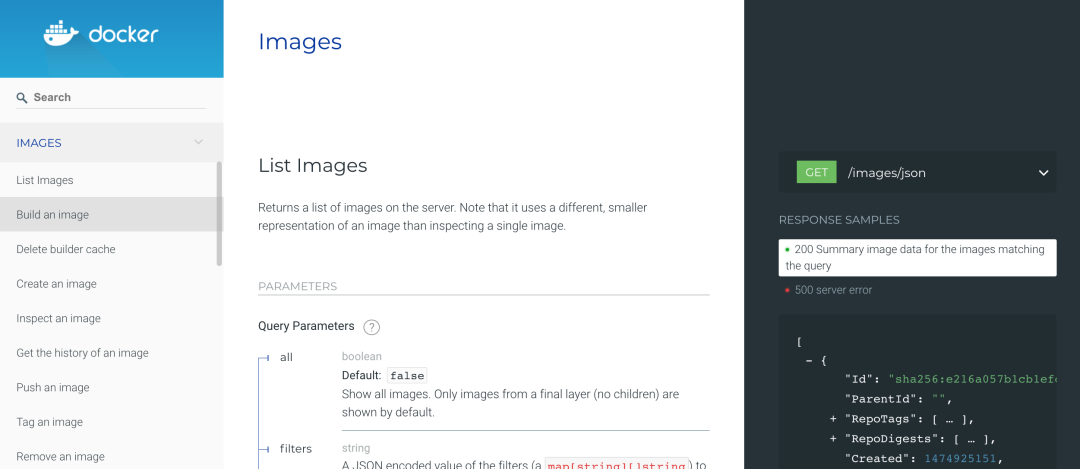 docker
Search
IMAGES
List Images
Build an image
Delete builder cache
Create an image
Inspect an image
Get the history of an image
Push an image
Tag an image
Remove an image
Images
List Images
Returns a list of images on the server. Note that it uses a different, smaller
representation of an image than inspecting a single image.
PARAMETERS
Query Parameters ?
all
boolean
Default: false
Show all images. Only images from a final layer (no children) are
shown by default.
filters
string
A JSON encoded value of the filters (a map[string][]string) to
GET /images/json
RESPONSE SAMPLES
200 Summary image data for the images matching
the query
500 server error
[
- {
"Id": "sha256:e216a057b1cb1efc
"ParentId": "",
+ "RepoTags": [ … ],
+ "RepoDigests": [ … ],
"Created": 1474925151,